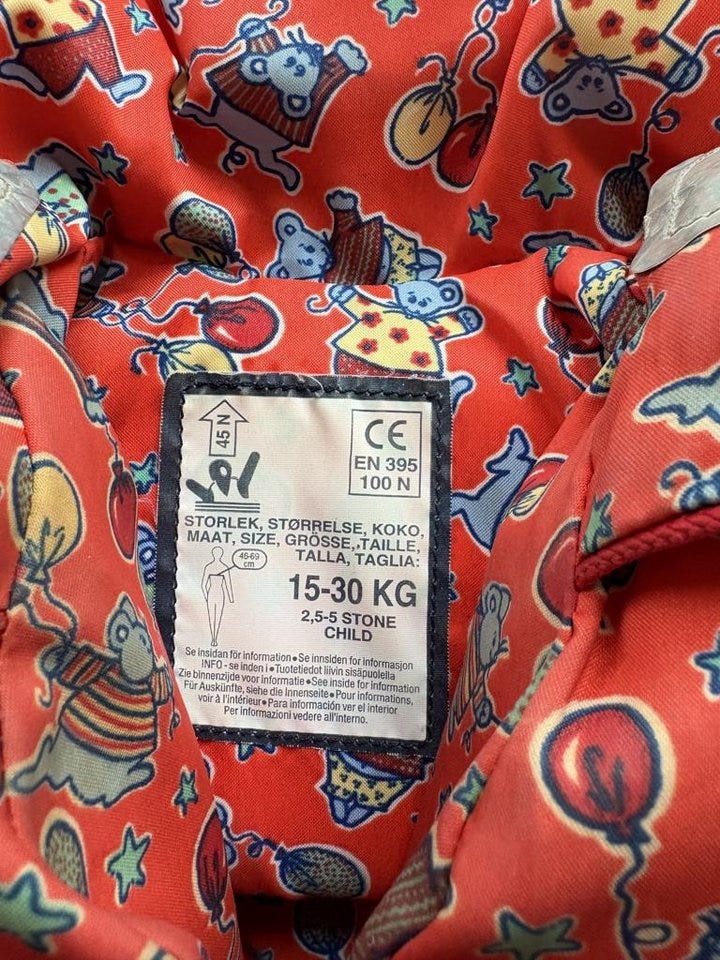 45 N
CE
EN 395
100 N
STORLEK, STØRRELSE, KOKO,
MAAT, SIZE, GRÖSSE, TAILLE,
TALLA, TAGLIA:
46-69
cm
15-30 KG
2,5-5 STONE
CHILD
Se insidan för information • Se innsiden for informasjon
INFO - se inden i • Tuotetiedot liivin sisäpuolella
Zie binnenzijde voor informatie • See inside for information
Für Auskünfte, siehe die Innenseite • Pour informations,
voir à l'intérieur • Para información ver el interior
Per informazioni vedere all'interno.